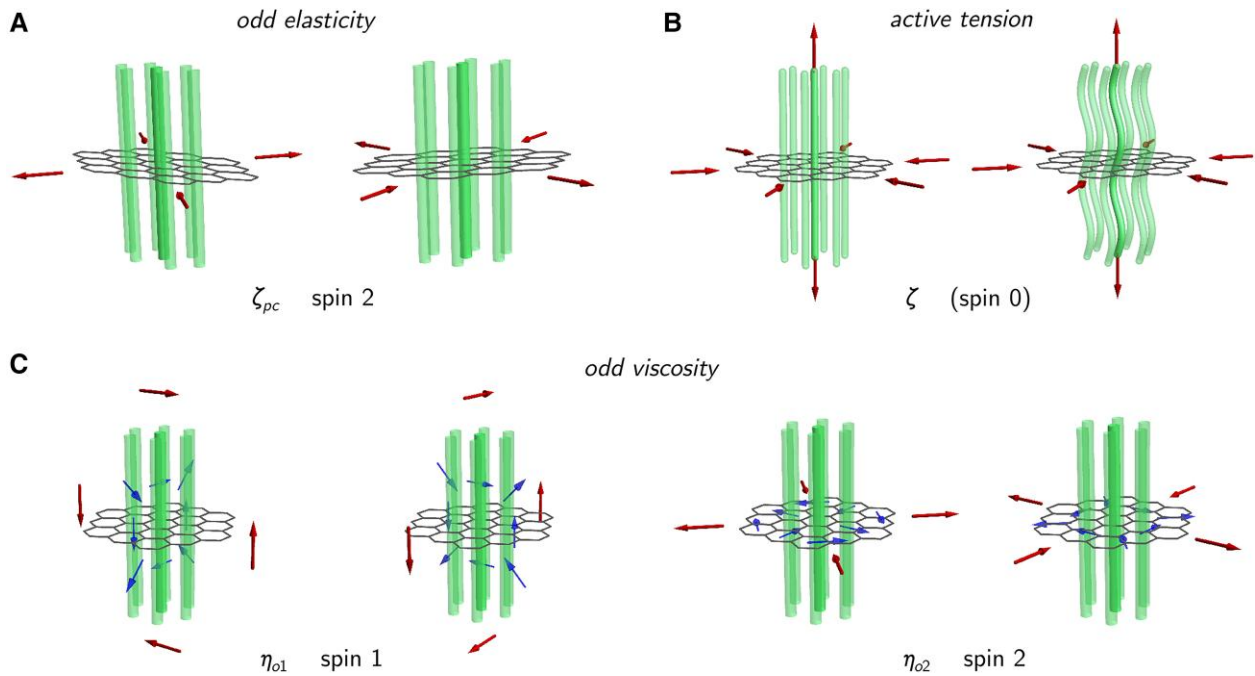 A
odd elasticity
ζpc spin 2
B
active tension
ζ (spin 0)
C
odd viscosity
ηo1 spin 1
ηo2 spin 2